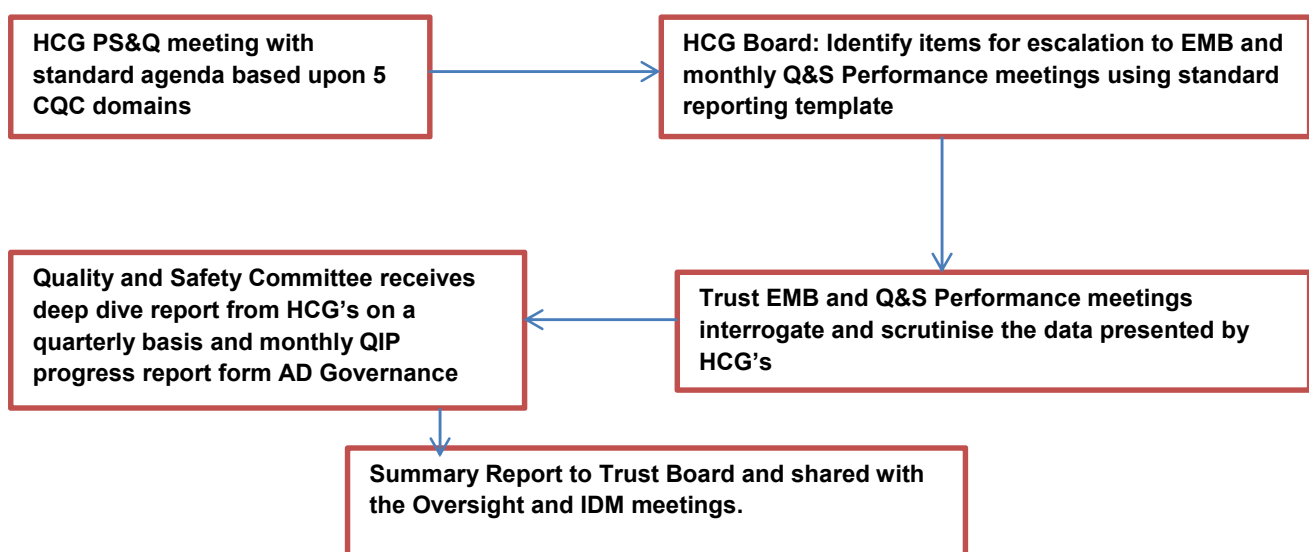 HCG PS&Q meeting with
standard agenda based upon 5
CQC domains
HCG Board: Identify items for escalation to EMB and
monthly Q&S Performance meetings using standard
reporting template
Trust EMB and Q&S Performance meetings
interrogate and scrutinise the data presented by
HCG’s
Quality and Safety Committee receives
deep dive report from HCG’s on a
quarterly basis and monthly QIP
progress report form AD Governance
Summary Report to Trust Board and shared with
the Oversight and IDM meetings.